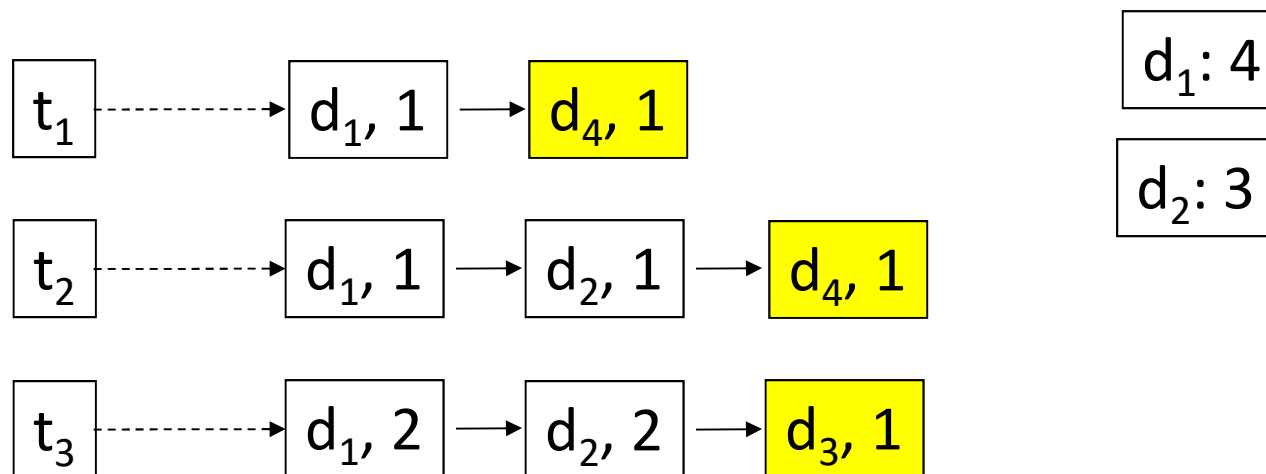 t₁ d₁, 1 d₄, 1
t₂ d₁, 1 d₂, 1 d₄, 1
t₃ d₁, 2 d₂, 2 d₃, 1
d₁: 4
d₂: 3